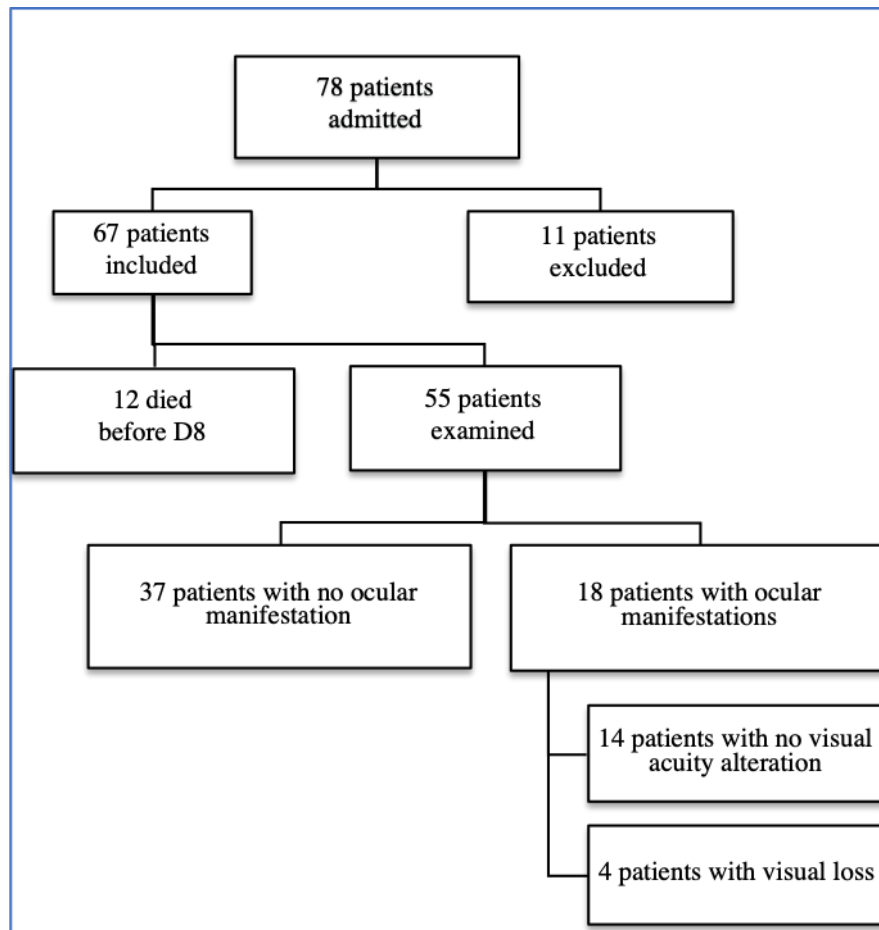 78 patients
admitted
67 patients
included
11 patients
excluded
12 died
before D8
55 patients
examined
37 patients with no ocular
manifestation
18 patients with ocular
manifestations
14 patients with no visual
acuity alteration
4 patients with visual loss